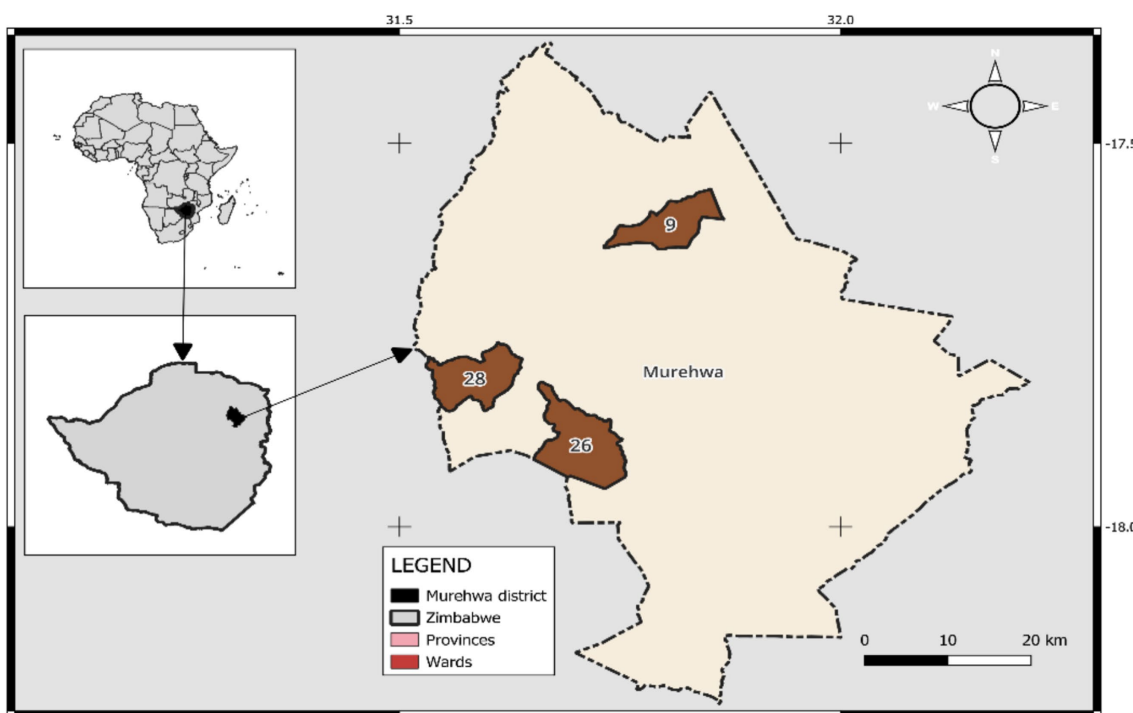 31.5 32.0
N
W E
S
-17.5
9
Murehwa
28
26
-18.0
LEGEND
Murehwa district
Zimbabwe
Provinces
Wards
0 10 20 km